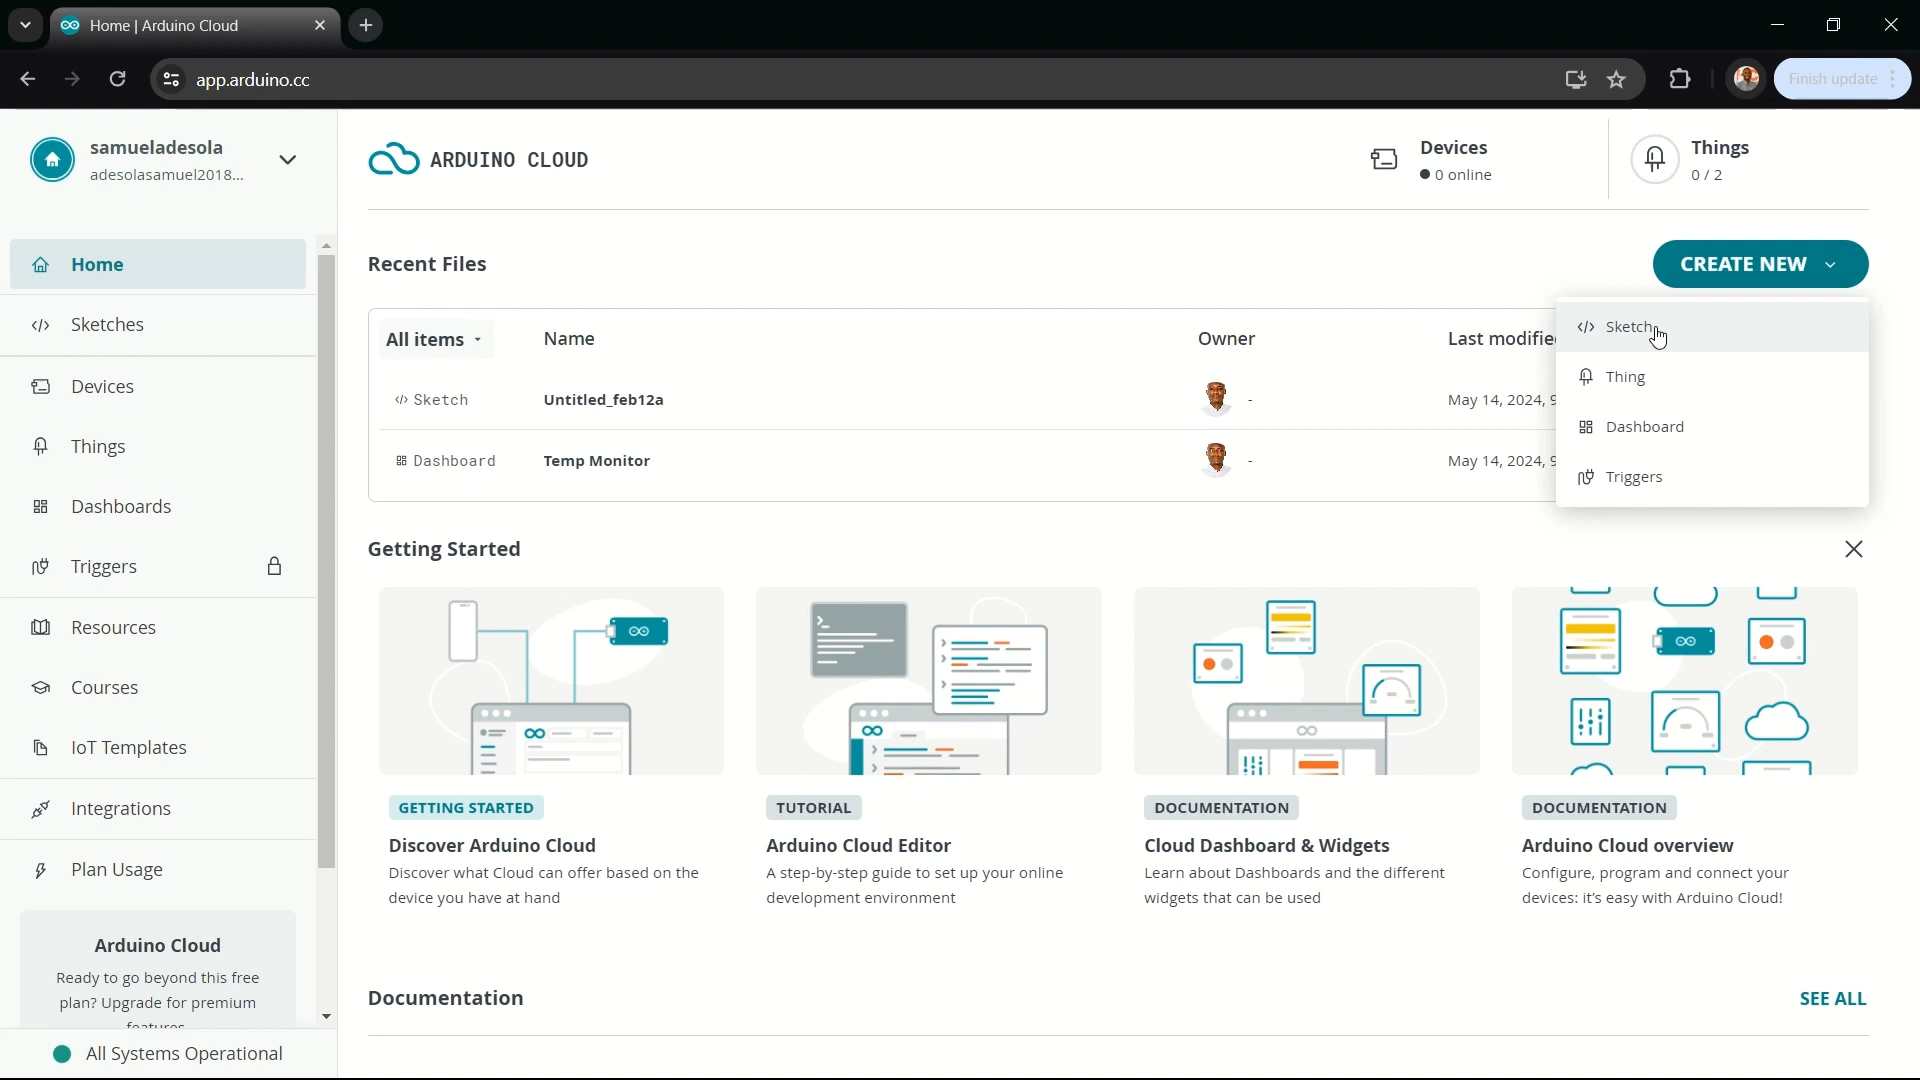 Home | Arduino Cloud
app.arduino.cc
Finish update
samueladesola
adesolasamuel2018...
Home
Sketches
Devices
Things
Dashboards
Triggers
Resources
Courses
IoT Templates
Integrations
Plan Usage
Arduino Cloud
Ready to go beyond this free
plan? Upgrade for premium
features
All Systems Operational
ARDUINO CLOUD
Devices
0 online
Things
0 / 2
Recent Files
CREATE NEW
Sketch
Thing
Dashboard
Triggers
All items
Name
Owner
Last modifie
Sketch
Untitled_feb12a
-
May 14, 2024, 9
Dashboard
Temp Monitor
-
May 14, 2024, 9
Getting Started
GETTING STARTED
Discover Arduino Cloud
Discover what Cloud can offer based on the
device you have at hand
TUTORIAL
Arduino Cloud Editor
A step-by-step guide to set up your online
development environment
DOCUMENTATION
Cloud Dashboard & Widgets
Learn about Dashboards and the different
widgets that can be used
DOCUMENTATION
Arduino Cloud overview
Configure, program and connect your
devices: it's easy with Arduino Cloud!
Documentation
SEE ALL